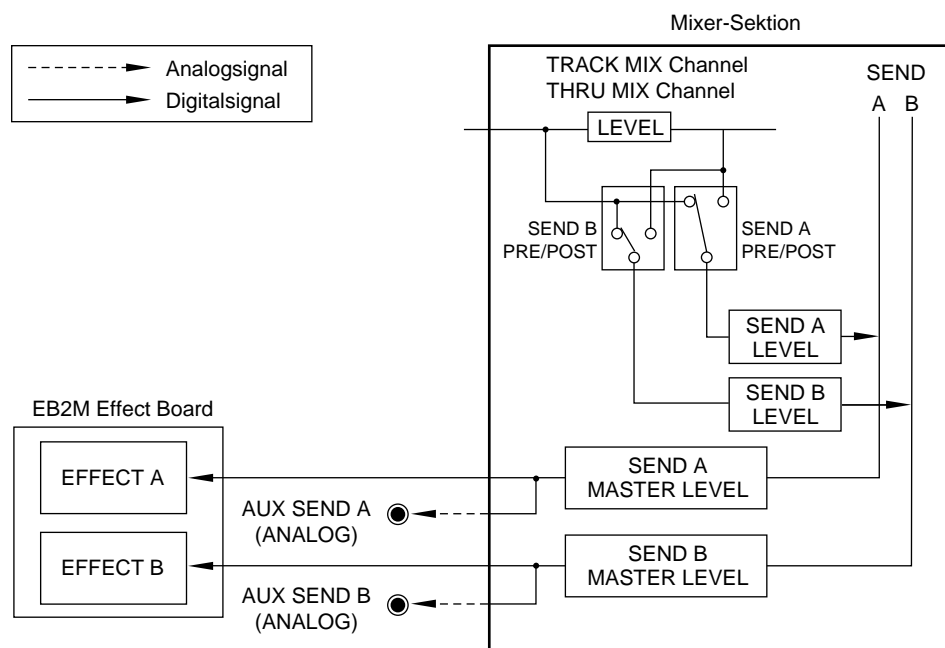 Mixer-Sektion
Analogsignal
Digitalsignal
TRACK MIX Channel
THRU MIX Channel
SEND
A B
LEVEL
SEND B
PRE/POST
SEND A
PRE/POST
SEND A
LEVEL
SEND B
LEVEL
EB2M Effect Board
EFFECT A
SEND A
MASTER LEVEL
AUX SEND A
(ANALOG)
EFFECT B
SEND B
MASTER LEVEL
AUX SEND B
(ANALOG)